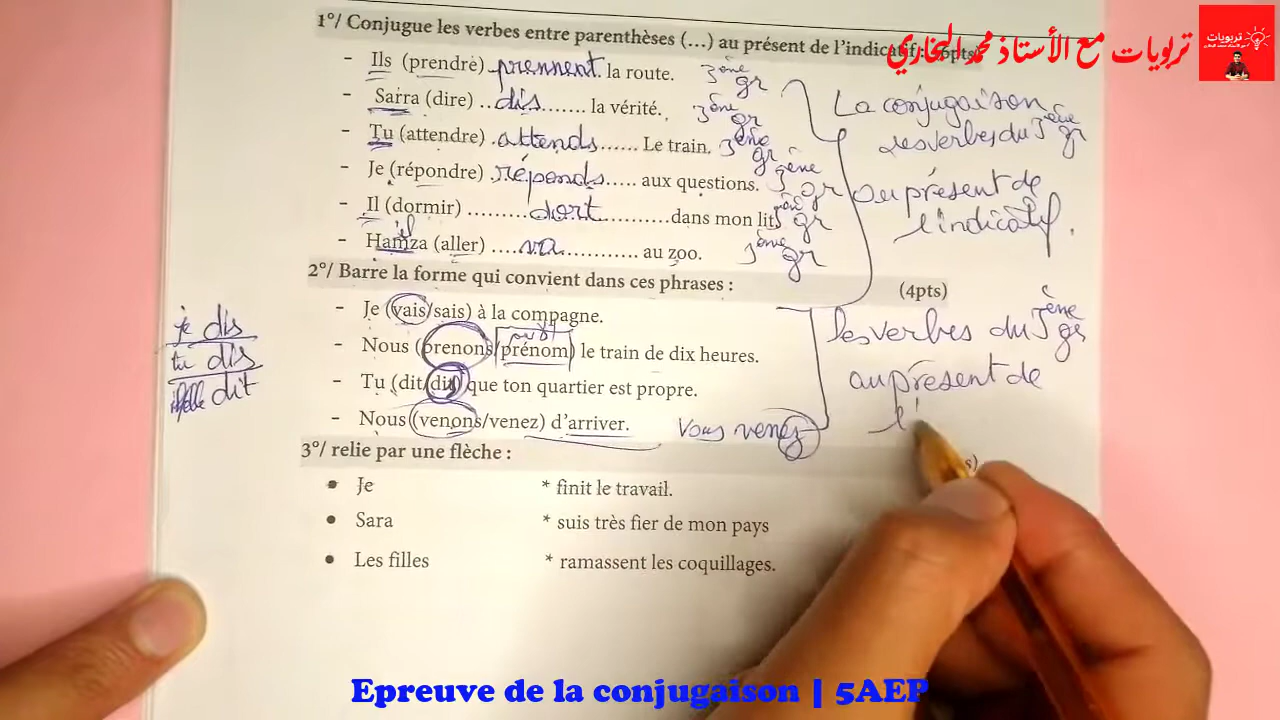 تربويات مع الأستاذ محمد البخاري
تربويات
1°/ Conjugue les verbes entre parenthèses (…) au présent de l'indicatif : (6pts)
- Ils (prendre) prennent. la route. 3ème gr
- Sarra (dire) ..dis....... la vérité. 3ème gr
- Tu (attendre) .attends...... Le train. 3ème gr
- Je (répondre) .réponds..... aux questions. 3ème gr
- Il (dormir) .........dort...........dans mon lit. gr
il
- Hamza (aller) ....va............ au zoo. 3ème gr
La conjugaison
des verbes du 3ème gr
au présent de
l'indicatif.
2°/ Barre la forme qui convient dans ces phrases : (4pts)
- Je (vais/sais) à la compagne.
- Nous (prenons/prénom) le train de dix heures.
- Tu (dit/dis) que ton quartier est propre.
- Nous (venons/venez) d'arriver. Vous venez
je dis
tu dis
dit
les verbes du 3ème gr
au présent de
l'
3°/ relie par une flèche : s)
• Je * finit le travail.
• Sara * suis très fier de mon pays
• Les filles * ramassent les coquillages.
Epreuve de la conjugaison | 5AEP